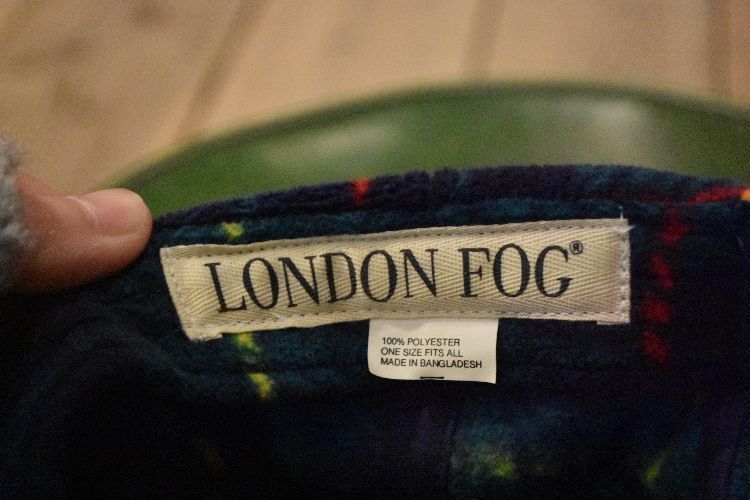 LONDON FOG®
100% POLYESTER
ONE SIZE FITS ALL
MADE IN BANGLADESH